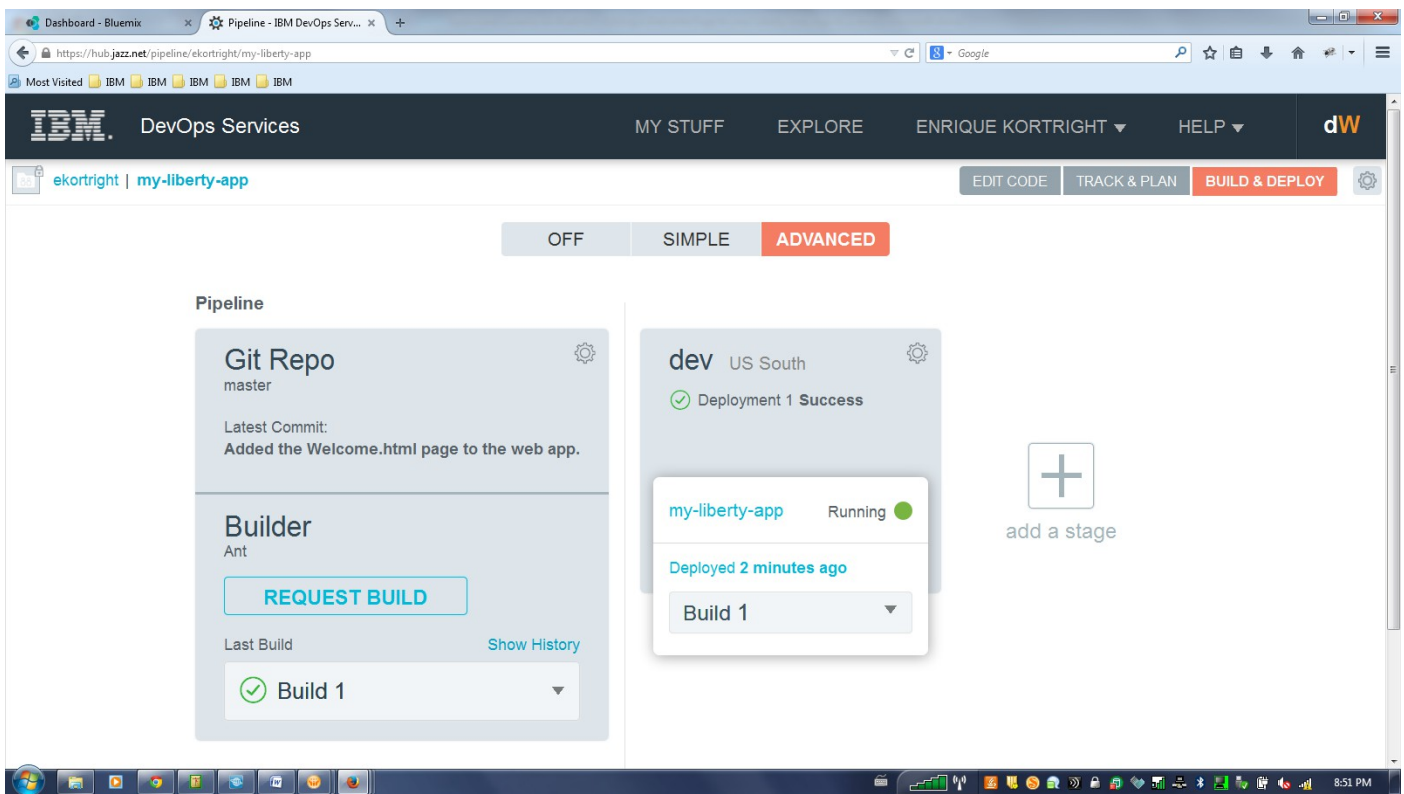 Dashboard - Bluemix
Pipeline - IBM DevOps Serv...
https://hub.jazz.net/pipeline/ekortright/my-liberty-app
Google
Most Visited IBM IBM IBM IBM IBM
IBM. DevOps Services MY STUFF EXPLORE ENRIQUE KORTRIGHT HELP dW
ekortright | my-liberty-app EDIT CODE TRACK & PLAN BUILD & DEPLOY
OFF SIMPLE ADVANCED
Pipeline
Git Repo
master
Latest Commit:
Added the Welcome.html page to the web app.
Builder
Ant
REQUEST BUILD
Last Build Show History
Build 1
dev US South
Deployment 1 Success
my-liberty-app Running
Deployed 2 minutes ago
Build 1
add a stage
8:51 PM